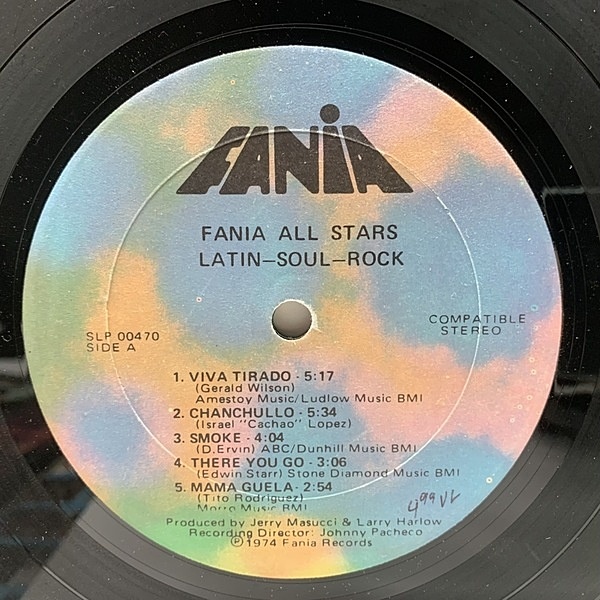 FANiA
FANIA ALL STARS
LATIN–SOUL–ROCK
SLP 00470
SIDE A
COMPATIBLE
STEREO
1. VIVA TIRADO - 5:17
(Gerald Wilson)
Amestoy Music/Ludlow Music BMI
2. CHANCHULLO - 5:34
(Israel "Cachao" Lopez)
3. SMOKE - 4:04
(D.Ervin) ABC/Dunhill Music BMI
4. THERE YOU GO - 3:06
(Edwin Starr) Stone Diamond Music BMI
5. MAMA GUELA - 2:54
(Tito Rodriguez)
Morro Music BMI
Produced by Jerry Masucci & Larry Harlow
Recording Director: Johnny Pacheco
℗1974 Fania Records